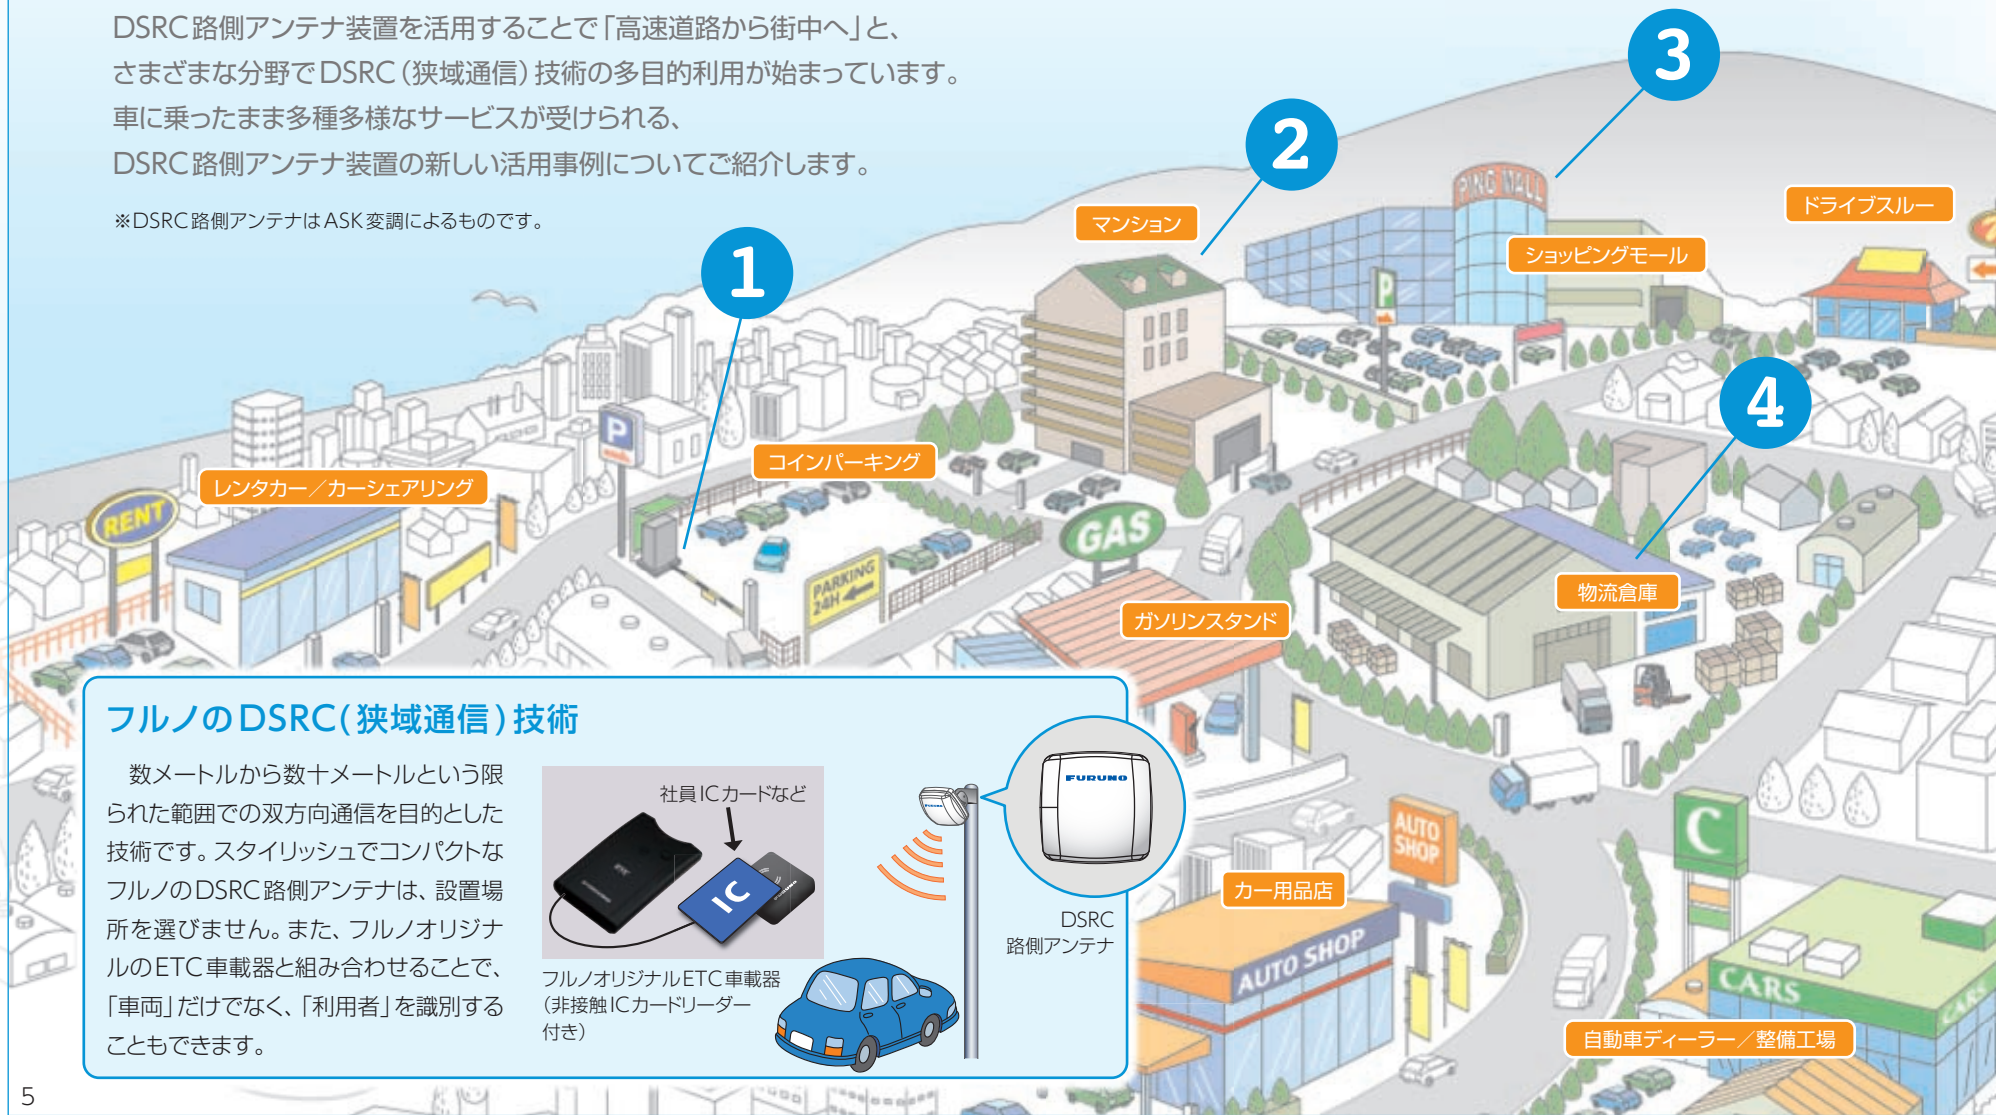 DSRC路側アンテナ装置を活用することで「高速道路から街中へ」と、
さまざまな分野でDSRC（狭域通信）技術の多目的利用が始まっています。
車に乗ったまま多種多様なサービスが受けられる、
DSRC路側アンテナ装置の新しい活用事例についてご紹介します。
※DSRC路側アンテナはASK変調によるものです。
1
2
3
4
マンション
PING MALL
ショッピングモール
ドライブスルー
P
P
コインパーキング
レンタカー／カーシェアリング
RENT
PARKING
24H
GAS
ガソリンスタンド
物流倉庫
フルノのDSRC(狭域通信)技術
数メートルから数十メートルという限
られた範囲での双方向通信を目的とした
技術です。スタイリッシュでコンパクトな
フルノのDSRC路側アンテナは、設置場
所を選びません。また、フルノオリジナ
ルのETC車載器と組み合わせることで、
「車両」だけでなく、「利用者」を識別する
こともできます。
社員ICカードなど
IC
フルノオリジナルETC車載器
（非接触ICカードリーダー
付き）
FURUNO
DSRC
路側アンテナ
AUTO
SHOP
カー用品店
AUTO SHOP
C
CARS
CARS
自動車ディーラー／整備工場
5